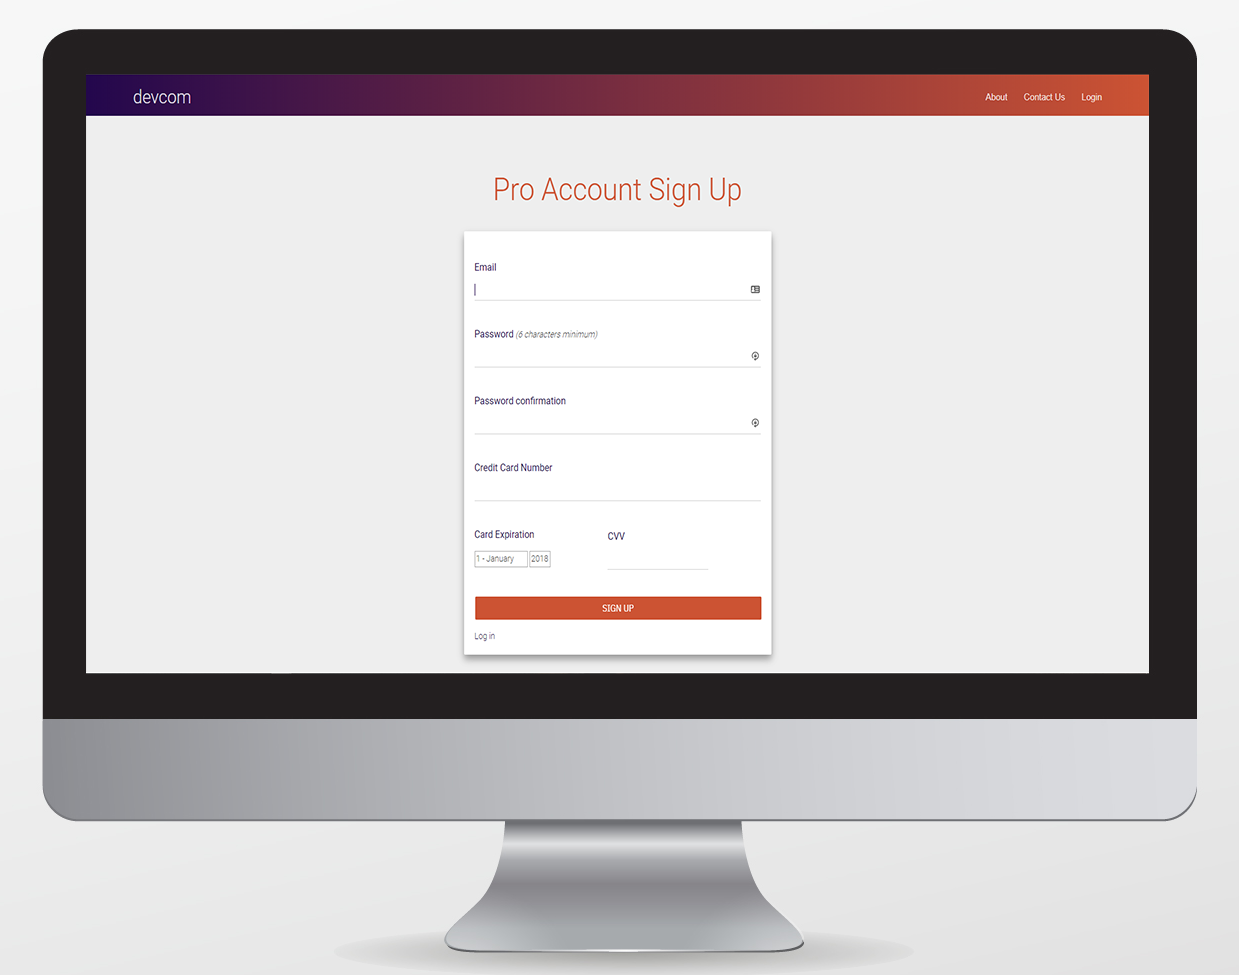 devcom
About Contact Us Login
Pro Account Sign Up
Email
Password (6 characters minimum)
Password confirmation
Credit Card Number
Card Expiration CVV
1 - January 2018
SIGN UP
Log in